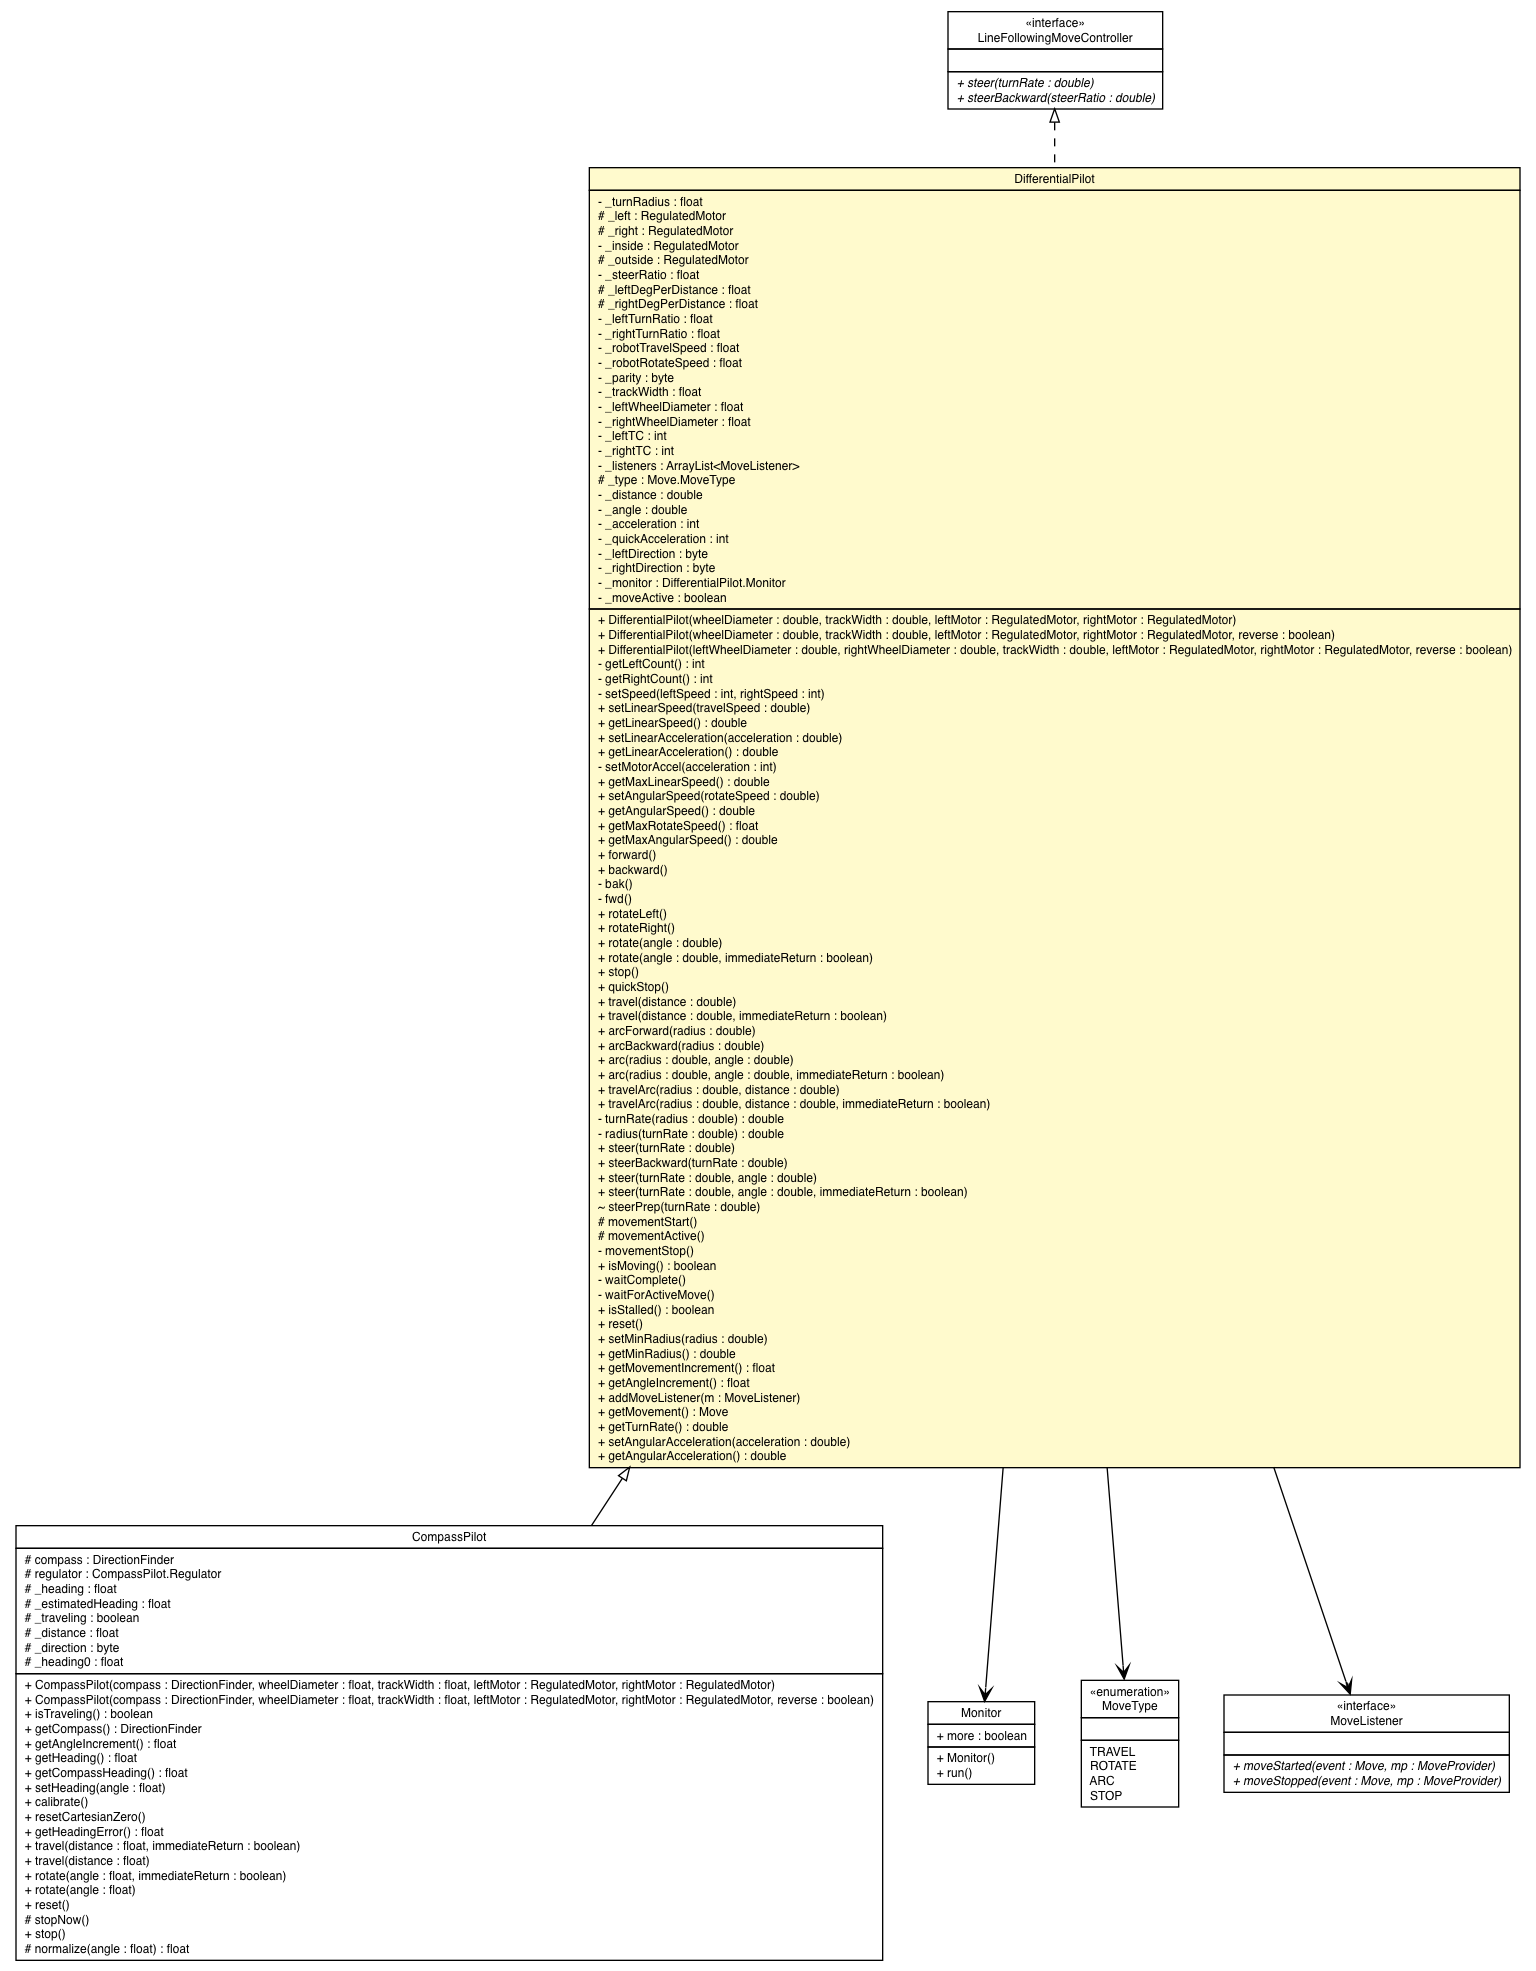 «interface»
LineFollowingMoveController
+ steer(turnRate : double)
+ steerBackward(steerRatio : double)
DifferentialPilot
- _turnRadius : float
# _left : RegulatedMotor
# _right : RegulatedMotor
- _inside : RegulatedMotor
# _outside : RegulatedMotor
- _steerRatio : float
# _leftDegPerDistance : float
# _rightDegPerDistance : float
- _leftTurnRatio : float
- _rightTurnRatio : float
- _robotTravelSpeed : float
- _robotRotateSpeed : float
- _parity : byte
- _trackWidth : float
- _leftWheelDiameter : float
- _rightWheelDiameter : float
- _leftTC : int
- _rightTC : int
- _listeners : ArrayList<MoveListener>
# _type : Move.MoveType
- _distance : double
- _angle : double
- _acceleration : int
- _quickAcceleration : int
- _leftDirection : byte
- _rightDirection : byte
- _monitor : DifferentialPilot.Monitor
- _moveActive : boolean
+ DifferentialPilot(wheelDiameter : double, trackWidth : double, leftMotor : RegulatedMotor, rightMotor : RegulatedMotor)
+ DifferentialPilot(wheelDiameter : double, trackWidth : double, leftMotor : RegulatedMotor, rightMotor : RegulatedMotor, reverse : boolean)
+ DifferentialPilot(leftWheelDiameter : double, rightWheelDiameter : double, trackWidth : double, leftMotor : RegulatedMotor, rightMotor : RegulatedMotor, reverse : boolean)
- getLeftCount() : int
- getRightCount() : int
- setSpeed(leftSpeed : int, rightSpeed : int)
+ setLinearSpeed(travelSpeed : double)
+ getLinearSpeed() : double
+ setLinearAcceleration(acceleration : double)
+ getLinearAcceleration() : double
- setMotorAccel(acceleration : int)
+ getMaxLinearSpeed() : double
+ setAngularSpeed(rotateSpeed : double)
+ getAngularSpeed() : double
+ getMaxRotateSpeed() : float
+ getMaxAngularSpeed() : double
+ forward()
+ backward()
- bak()
- fwd()
+ rotateLeft()
+ rotateRight()
+ rotate(angle : double)
+ rotate(angle : double, immediateReturn : boolean)
+ stop()
+ quickStop()
+ travel(distance : double)
+ travel(distance : double, immediateReturn : boolean)
+ arcForward(radius : double)
+ arcBackward(radius : double)
+ arc(radius : double, angle : double)
+ arc(radius : double, angle : double, immediateReturn : boolean)
+ travelArc(radius : double, distance : double)
+ travelArc(radius : double, distance : double, immediateReturn : boolean)
- turnRate(radius : double) : double
- radius(turnRate : double) : double
+ steer(turnRate : double)
+ steerBackward(turnRate : double)
+ steer(turnRate : double, angle : double)
+ steer(turnRate : double, angle : double, immediateReturn : boolean)
~ steerPrep(turnRate : double)
# movementStart()
# movementActive()
- movementStop()
+ isMoving() : boolean
- waitComplete()
- waitForActiveMove()
+ isStalled() : boolean
+ reset()
+ setMinRadius(radius : double)
+ getMinRadius() : double
+ getMovementIncrement() : float
+ getAngleIncrement() : float
+ addMoveListener(m : MoveListener)
+ getMovement() : Move
+ getTurnRate() : double
+ setAngularAcceleration(acceleration : double)
+ getAngularAcceleration() : double
CompassPilot
# compass : DirectionFinder
# regulator : CompassPilot.Regulator
# _heading : float
# _estimatedHeading : float
# _traveling : boolean
# _distance : float
# _direction : byte
# _heading0 : float
+ CompassPilot(compass : DirectionFinder, wheelDiameter : float, trackWidth : float, leftMotor : RegulatedMotor, rightMotor : RegulatedMotor)
+ CompassPilot(compass : DirectionFinder, wheelDiameter : float, trackWidth : float, leftMotor : RegulatedMotor, rightMotor : RegulatedMotor, reverse : boolean)
+ isTraveling() : boolean
+ getCompass() : DirectionFinder
+ getAngleIncrement() : float
+ getHeading() : float
+ getCompassHeading() : float
+ setHeading(angle : float)
+ calibrate()
+ resetCartesianZero()
+ getHeadingError() : float
+ travel(distance : float, immediateReturn : boolean)
+ travel(distance : float)
+ rotate(angle : float, immediateReturn : boolean)
+ rotate(angle : float)
+ reset()
# stopNow()
+ stop()
# normalize(angle : float) : float
Monitor
+ more : boolean
+ Monitor()
+ run()
«enumeration»
MoveType
TRAVEL
ROTATE
ARC
STOP
«interface»
MoveListener
+ moveStarted(event : Move, mp : MoveProvider)
+ moveStopped(event : Move, mp : MoveProvider)